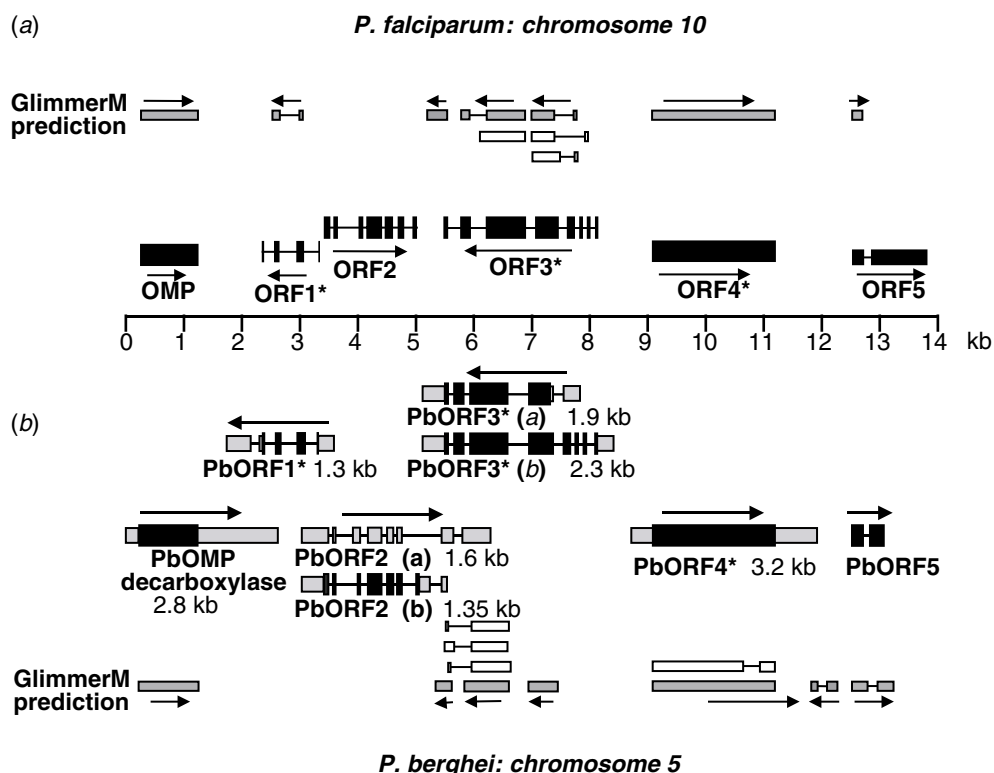 (a)
P. falciparum: chromosome 10
GlimmerM
prediction
OMP
ORF1*
ORF2
ORF3*
ORF4*
ORF5
0 1 2 3 4 5 6 7 8 9 10 11 12 13 14 kb
(b)
PbORF3* (a) 1.9 kb
PbORF1* 1.3 kb
PbORF3* (b) 2.3 kb
PbOMP
decarboxylase
2.8 kb
PbORF2 (a) 1.6 kb
PbORF2 (b) 1.35 kb
PbORF4* 3.2 kb
PbORF5
GlimmerM
prediction
P. berghei: chromosome 5